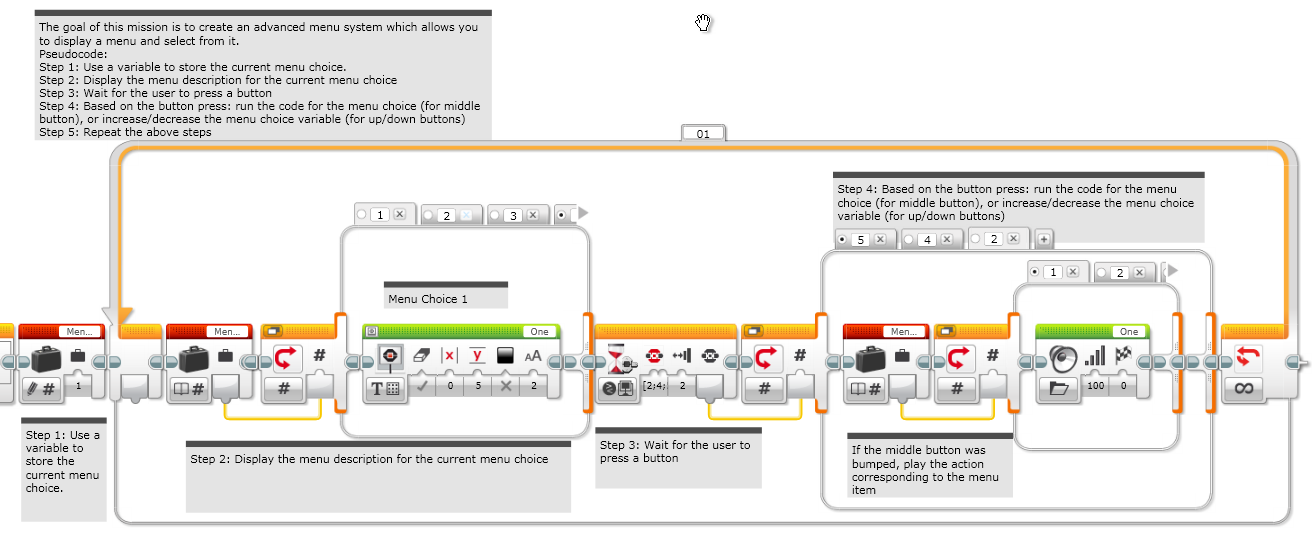 The goal of this mission is to create an advanced menu system which allows you
to display a menu and select from it.
Pseudocode:
Step 1: Use a variable to store the current menu choice.
Step 2: Display the menu description for the current menu choice
Step 3: Wait for the user to press a button
Step 4: Based on the button press: run the code for the menu choice (for middle
button), or increase/decrease the menu choice variable (for up/down buttons)
Step 5: Repeat the above steps
01
Step 4: Based on the button press: run the code for the menu
choice (for middle button), or increase/decrease the menu choice
variable (for up/down buttons)
1 2 3
5 4 2
1 2
Menu Choice 1
Men... Men... One Men... One
# # #
T
# # # # # #
1 0 5 2 [2;4; 2 100 0
∞
Step 1: Use a
variable to
store the
current menu
choice.
Step 2: Display the menu description for the current menu choice
Step 3: Wait for the user to
press a button
If the middle button was
bumped, play the action
corresponding to the menu
item